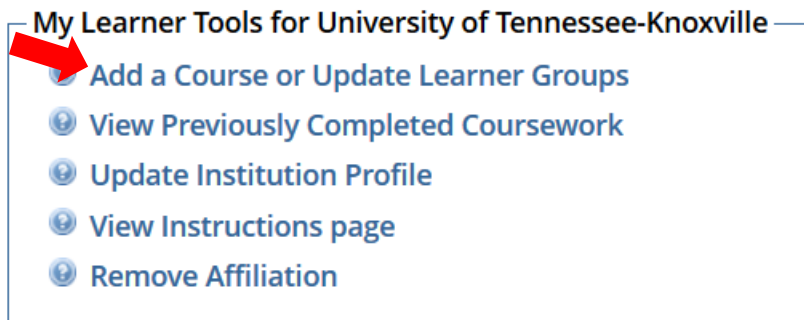 My Learner Tools for University of Tennessee-Knoxville
Add a Course or Update Learner Groups
View Previously Completed Coursework
Update Institution Profile
View Instructions page
Remove Affiliation